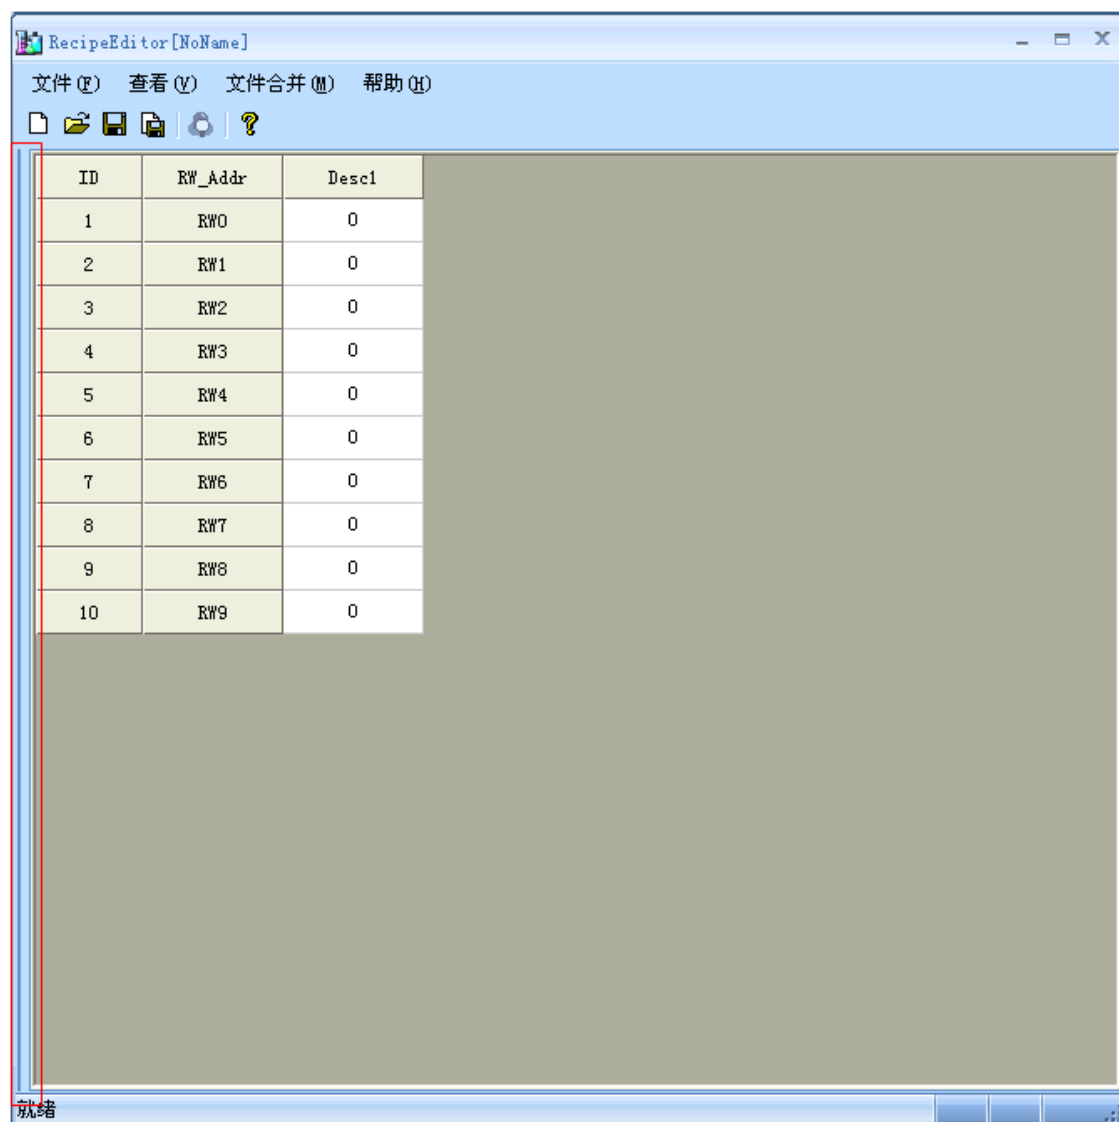 RecipeEditor[NoName]
文件(F) 查看(V) 文件合并(M) 帮助(H)
ID RW_Addr Desc1
1 RW0 0
2 RW1 0
3 RW2 0
4 RW3 0
5 RW4 0
6 RW5 0
7 RW6 0
8 RW7 0
9 RW8 0
10 RW9 0
就绪